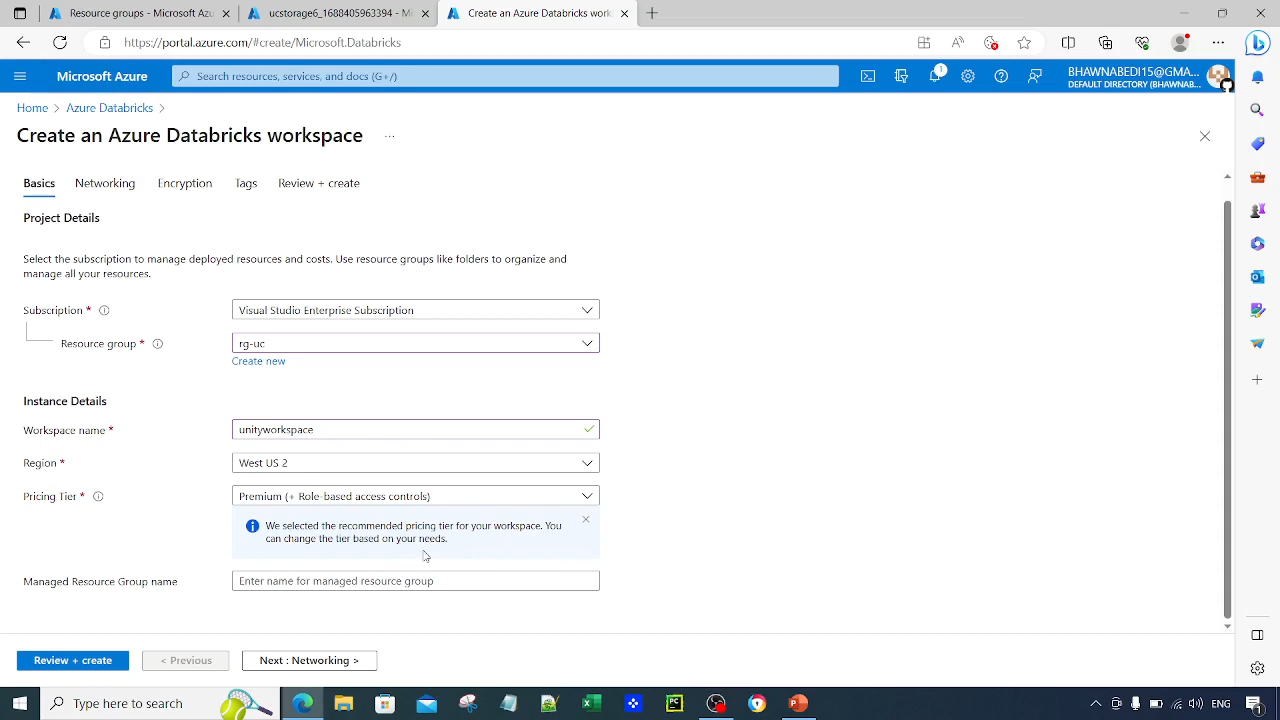 Resource groups - Microsoft Azu
ucstorage6_1688405963394 - Mi
Create an Azure Databricks work
https://portal.azure.com/#create/Microsoft.Databricks
Microsoft Azure
Search resources, services, and docs (G+/)
1
BHAWNABEDI15@GMA...
DEFAULT DIRECTORY (BHAWNAB...
Home > Azure Databricks >
Create an Azure Databricks workspace ...
Basics Networking Encryption Tags Review + create
Project Details
Select the subscription to manage deployed resources and costs. Use resource groups like folders to organize and
manage all your resources.
Subscription * Visual Studio Enterprise Subscription
Resource group * rg-uc
Create new
Instance Details
Workspace name * unityworkspace
Region * West US 2
Pricing Tier * Premium (+ Role-based access controls)
We selected the recommended pricing tier for your workspace. You
can change the tier based on your needs.
Managed Resource Group name Enter name for managed resource group
Review + create < Previous Next : Networking >
Type here to search
PC
ENG